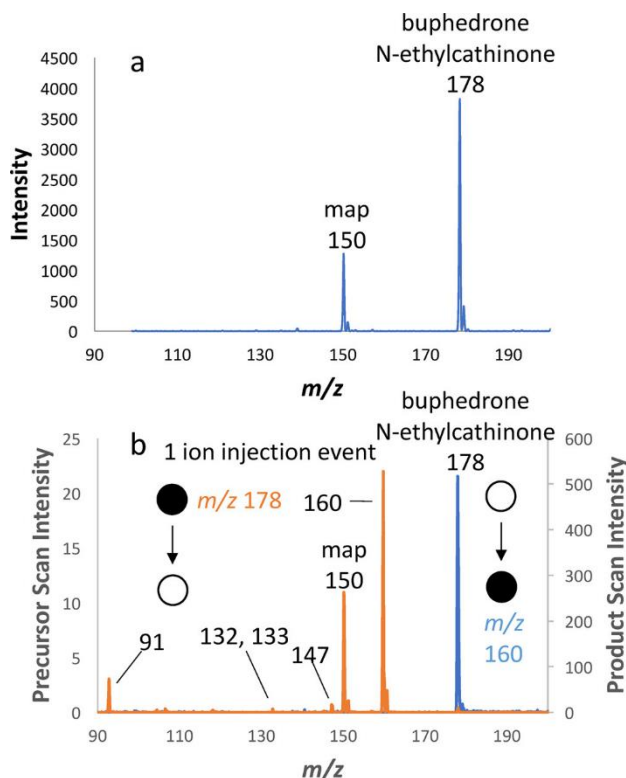 a
buphedrone
N-ethylcathinone
178
map
150
Intensity
4500
4000
3500
3000
2500
2000
1500
1000
500
0
90
110
130
150
170
190
m/z
b
buphedrone
N-ethylcathinone
178
1 ion injection event
m/z 178
160
map
150
91
132, 133
147
m/z
160
Precursor Scan Intensity
25
20
15
10
5
0
Product Scan Intensity
600
500
400
300
200
100
0
90
110
130
150
170
190
m/z